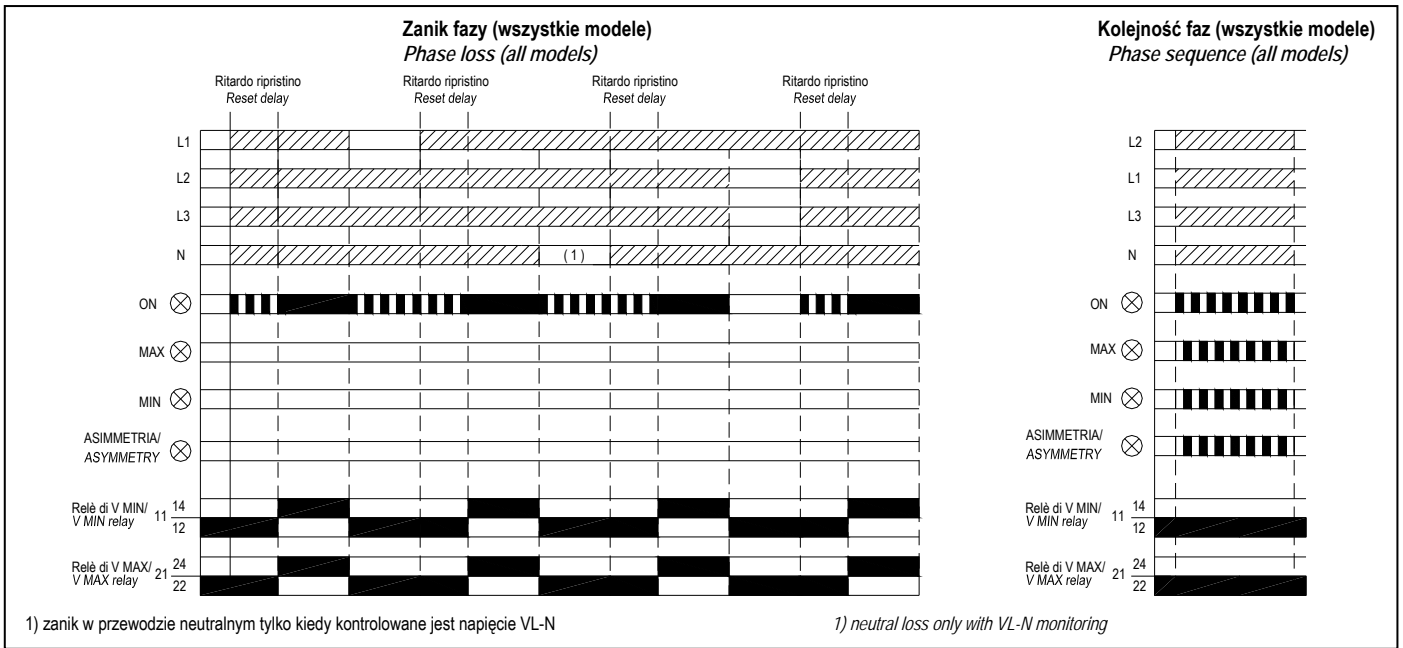 Zanik fazy (wszystkie modele)
Phase loss (all models)
Ritardo ripristino
Reset delay
Ritardo ripristino
Reset delay
Ritardo ripristino
Reset delay
Ritardo ripristino
Reset delay
L1
L2
L3
N
(1)
ON
MAX
MIN
ASIMMETRIA/
ASYMMETRY
Relè di V MIN/
V MIN relay
11
14
12
Relè di V MAX/
V MAX relay
21
24
22
Kolejność faz (wszystkie modele)
Phase sequence (all models)
L2
L1
L3
N
ON
MAX
MIN
ASIMMETRIA/
ASYMMETRY
Relè di V MIN/
V MIN relay
11
14
12
Relè di V MAX/
V MAX relay
21
24
22
1) zanik w przewodzie neutralnym tylko kiedy kontrolowane jest napięcie VL-N
1) neutral loss only with VL-N monitoring